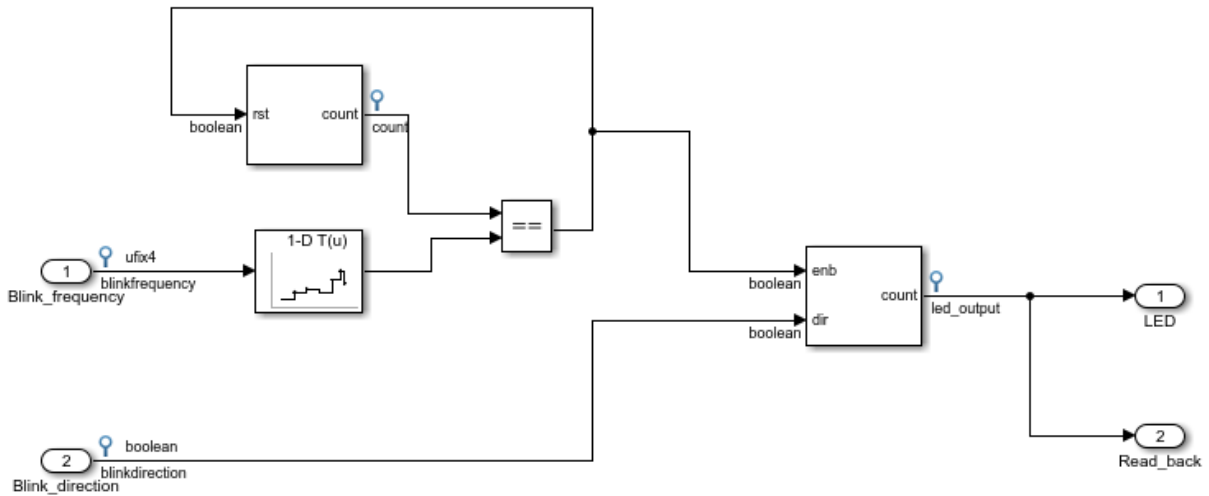 rst
count
boolean
count
1-D T(u)
==
1
ufix4
blinkfrequency
Blink_frequency
enb
boolean
count
dir
boolean
led_output
1
LED
2
boolean
blinkdirection
Blink_direction
2
Read_back